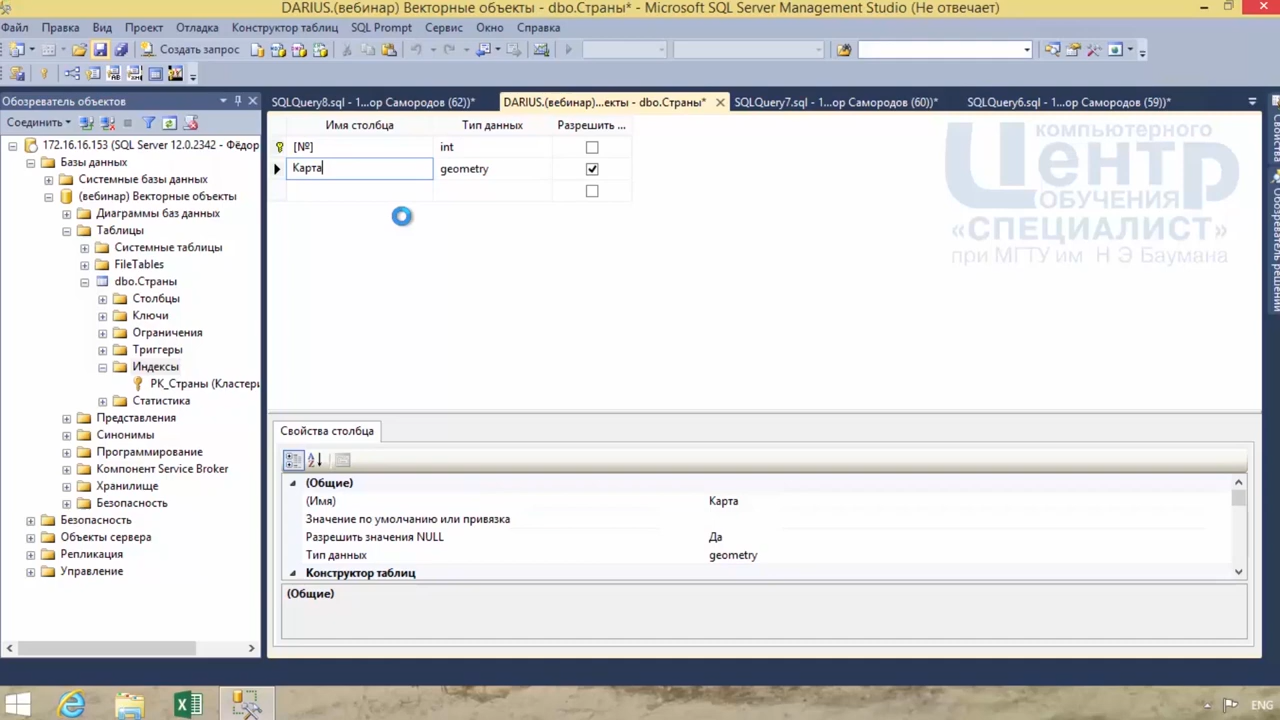 DARIUS.(вебинар) Векторные объекты - dbo.Страны* - Microsoft SQL Server Management Studio (Не отвечает)
Файл Правка Вид Проект Отладка Конструктор таблиц SQL Prompt Сервис Окно Справка
Создать запрос
Обозреватель объектов
SQLQuery8.sql - 1...ор Самородов (62))*
DARIUS.(вебинар)...екты - dbo.Страны*
SQLQuery7.sql - 1...ор Самородов (60))*
SQLQuery6.sql - 1...ор Самородов (59))*
Соединить
172.16.16.153 (SQL Server 12.0.2342 - Фёдор
Базы данных
Системные базы данных
(вебинар) Векторные объекты
Диаграммы баз данных
Таблицы
Системные таблицы
FileTables
dbo.Страны
Столбцы
Ключи
Ограничения
Триггеры
Индексы
PK_Страны (Кластери
Статистика
Представления
Синонимы
Программирование
Компонент Service Broker
Хранилище
Безопасность
Безопасность
Объекты сервера
Репликация
Управление
Имя столбца Тип данных Разрешить ...
[№] int
Карта geometry
компьютерного
Центр
ОБУЧЕНИЯ
«СПЕЦИАЛИСТ»
при МГТУ им Н Э Баумана
Свойства столбца
(Общие)
(Имя) Карта
Значение по умолчанию или привязка
Разрешить значения NULL Да
Тип данных geometry
Конструктор таблиц
(Общие)
Свойства
Обозреватель решений
ENG